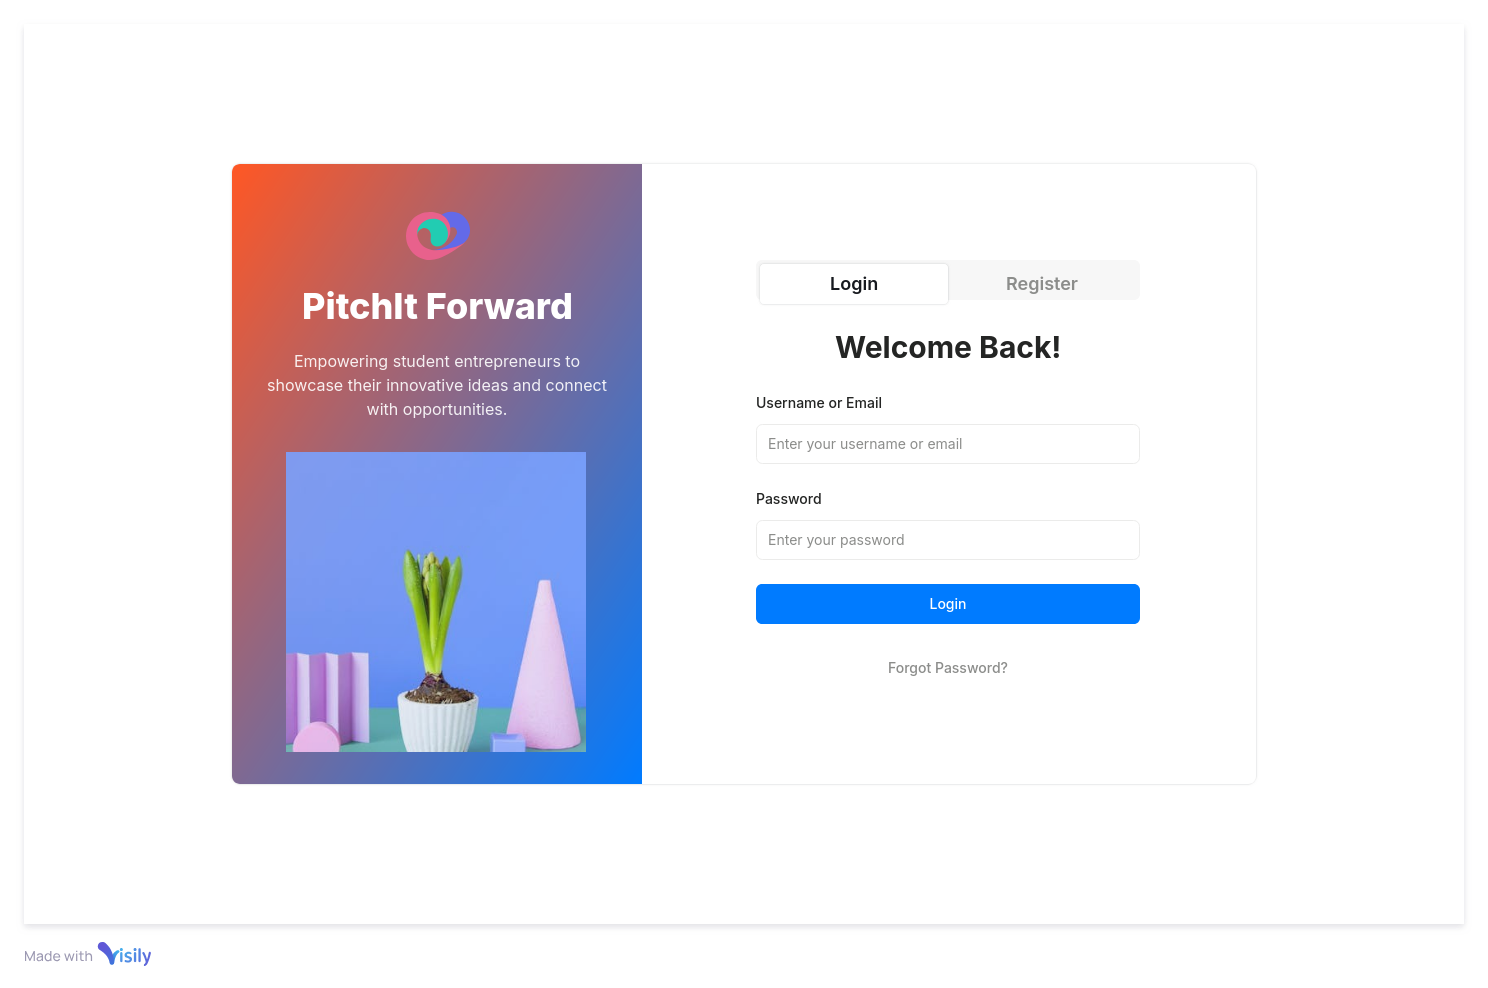 PitchIt Forward
Empowering student entrepreneurs to
showcase their innovative ideas and connect
with opportunities.
Login
Register
Welcome Back!
Username or Email
Enter your username or email
Password
Enter your password
Login
Forgot Password?
Made with Visily